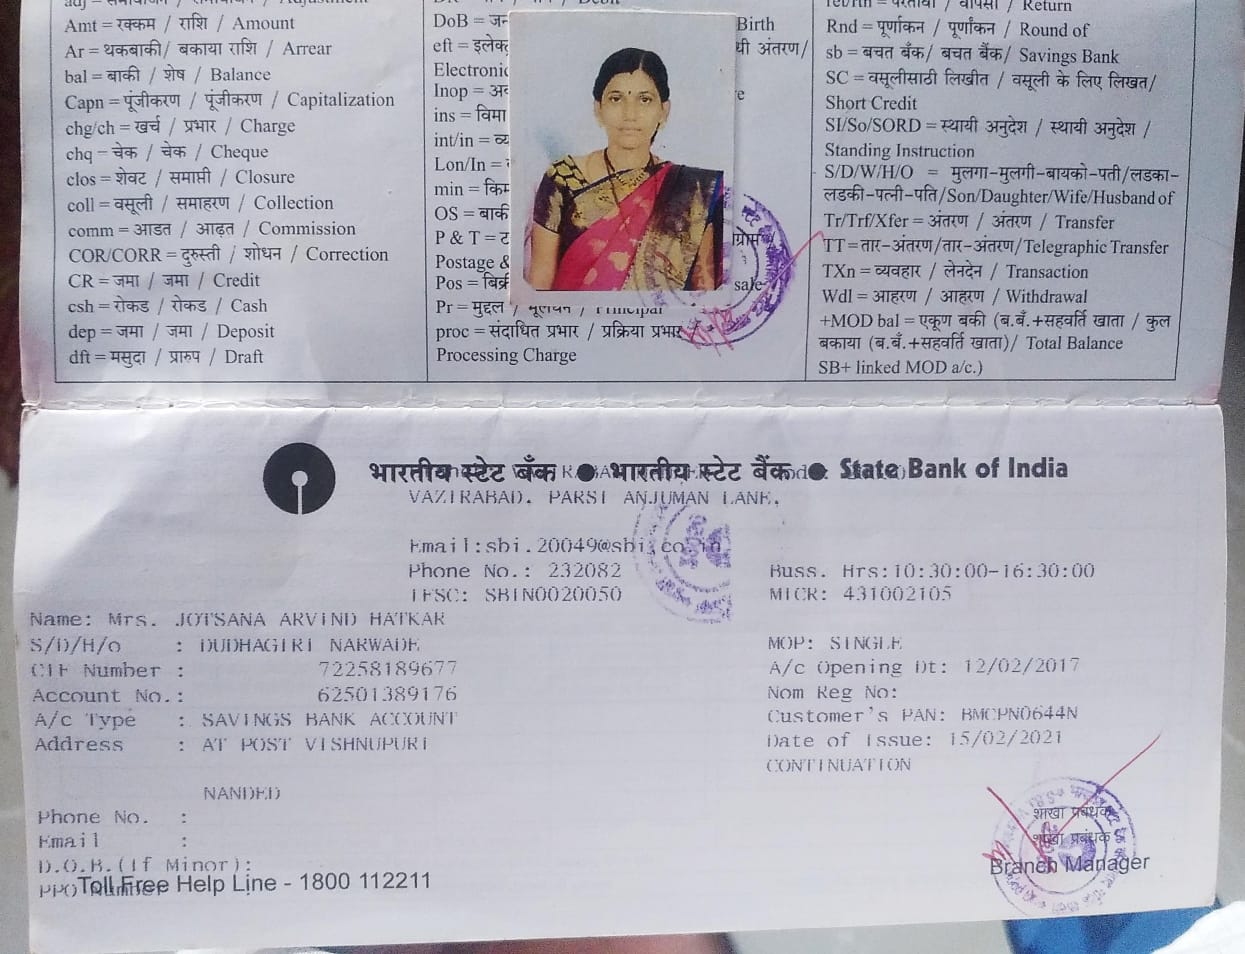 Amt = रक्कम / राशि / Amount
Ar = थकबाकी/ बकाया राशि / Arrear
bal = बाकी / शेष / Balance
Capn = पूंजीकरण / पूंजीकरण / Capitalization
chg/ch = खर्च / प्रभार / Charge
chq – चेक / चेक / Cheque
clos = शेवट / समाप्ती / Closure
coll = वसूली / समाहरण / Collection
comm = आडत / आढ़त / Commission
COR/CORR = दुरुस्ती / शोधन / Correction
CR = जमा / जमा / Credit
csh = रोकड / रोकड / Cash
dep = जमा / जमा / Deposit
dft = मसुदा / प्रारुप / Draft
DoB = Birth
eft = अंतरण/
Electronic
Inop =
ins = विमा
int/in =
Lon/In =
min =
OS = बाकी
P & T =
Postage &
Pos = sale
Pr = मुद्दल / मूलधन / Principal
proc = संदाधित प्रभार / प्रक्रिया प्रभार/
Processing Charge
Return
Rnd = पूर्णाकन / पूर्णांकन / Round of
sb = बचत बँक/ बचत बैंक/ Savings Bank
SC = वसूलीसाठी लिखीत / वसूली के लिए लिखत/
Short Credit
SI/So/SORD = स्थायी अनुदेश / स्थायी अनुदेश /
Standing Instruction
S/D/W/H/O = मुलगा-मुलगी-बायको-पती/लडका-
लडकी-पत्नी-पति/Son/Daughter/Wife/Husband of
Tr/Trf/Xfer = अंतरण / अंतरण / Transfer
TT = तार-अंतरण/तार-अंतरण/Telegraphic Transfer
TXn = व्यवहार / लेनदेन / Transaction
Wdl = आहरण / आहरण / Withdrawal
+MOD bal = एकूण बकी (ब.बँ.+सहवर्ति खाता / कुल
बकाया (ब.बँ.+सहवर्ति खाता)/ Total Balance
SB+ linked MOD a/c.)
भारतीय स्टेट बँक ● भारतीय स्टेट बैंक ● State Bank of India
VAZIRABAD, PARSI ANJUMAN LANE,
Email:sbi.20049@sbi.co.in
Phone No.: 232082 Buss. Hrs:10:30:00-16:30:00
IFSC: SBIN0020050 MICR: 431002105
Name: Mrs. JOTSANA ARVIND HATKAR
S/D/H/o : DUDHAGIRI NARWADE MOP: SINGLE
CIF Number : 72258189677 A/c Opening Dt: 12/02/2017
Account No.: 62501389176 Nom Reg No:
A/c Type : SAVINGS BANK ACCOUNT Customer's PAN: BMCPN0644N
Address : AT POST VISHNUPURI Date of Issue: 15/02/2021
CONTINUATION
NANDED
Phone No. :
Email :
D.O.B.(If Minor):
PPO Number
Toll Free Help Line - 1800 112211
शाखा प्रबंधक
शाखा प्रबंधक
Branch Manager